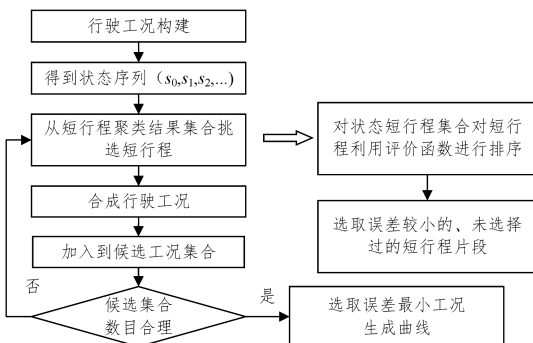 行驶工况构建
得到状态序列（s0,s1,s2,...）
从短行程聚类结果集合挑
选短行程
对状态短行程集合对短行
程利用评价函数进行排序
合成行驶工况
选取误差较小的、未选择
过的短行程片段
加入到候选工况集合
否
候选集合
数目合理
是
选取误差最小工况
生成曲线